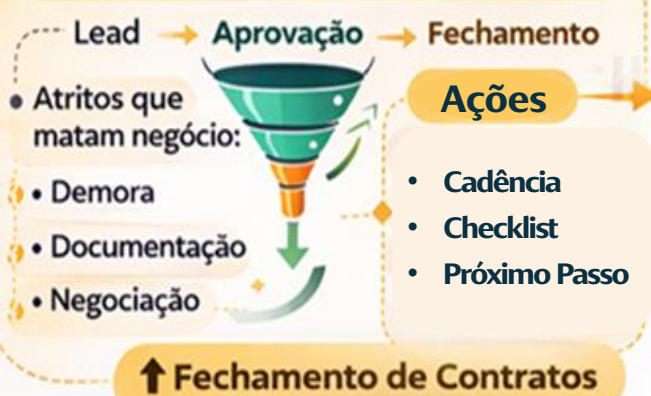 Lead → Aprovação → Fechamento
• Atritos que
matam negócio:
• Demora
• Documentação
• Negociação
Ações
• Cadência
• Checklist
• Próximo Passo
↑ Fechamento de Contratos